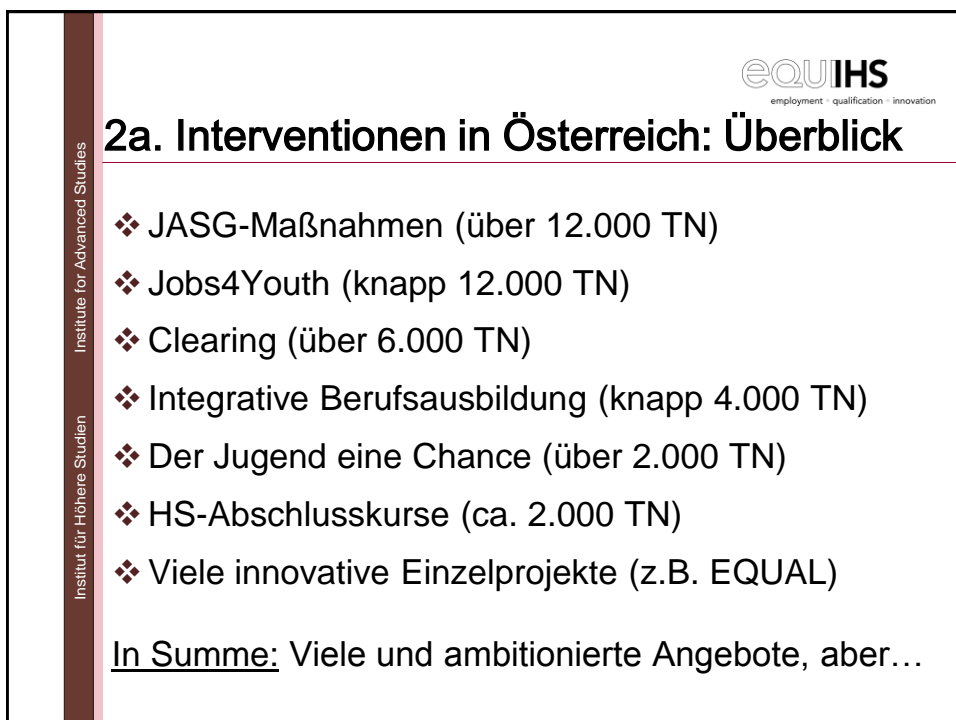 eQUIHS
employment · qualification · innovation
2a. Interventionen in Österreich: Überblick
❖ JASG-Maßnahmen (über 12.000 TN)
❖ Jobs4Youth (knapp 12.000 TN)
❖ Clearing (über 6.000 TN)
❖ Integrative Berufsausbildung (knapp 4.000 TN)
❖ Der Jugend eine Chance (über 2.000 TN)
❖ HS-Abschlusskurse (ca. 2.000 TN)
❖ Viele innovative Einzelprojekte (z.B. EQUAL)
In Summe: Viele und ambitionierte Angebote, aber…
Institut für Höhere Studien Institute for Advanced Studies